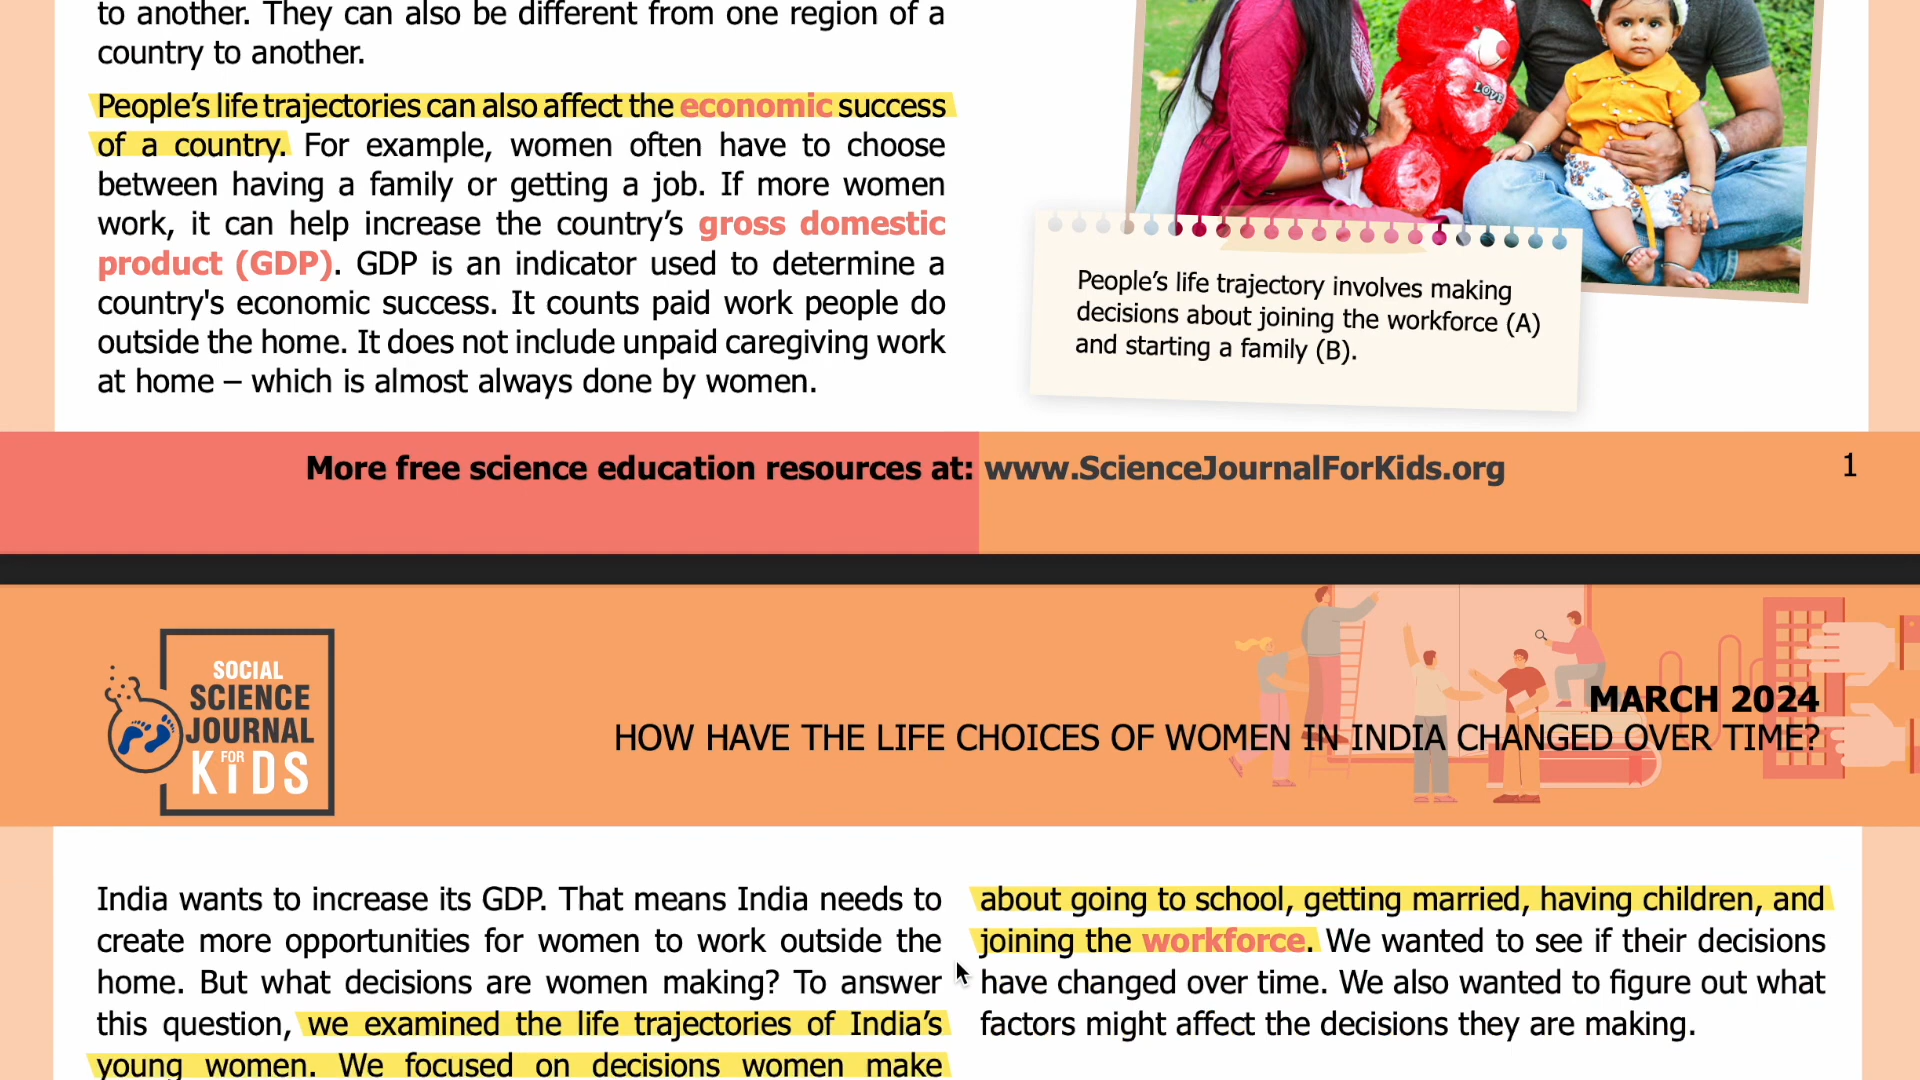 to another. They can also be different from one region of a
country to another.
People's life trajectories can also affect the economic success
of a country. For example, women often have to choose
between having a family or getting a job. If more women
work, it can help increase the country's gross domestic
product (GDP). GDP is an indicator used to determine a
country's economic success. It counts paid work people do
outside the home. It does not include unpaid caregiving work
at home – which is almost always done by women.
LOVE
People's life trajectory involves making
decisions about joining the workforce (A)
and starting a family (B).
More free science education resources at: www.ScienceJournalForKids.org
1
SOCIAL
SCIENCE
JOURNAL
FOR
KIDS
MARCH 2024
HOW HAVE THE LIFE CHOICES OF WOMEN IN INDIA CHANGED OVER TIME?
India wants to increase its GDP. That means India needs to
create more opportunities for women to work outside the
home. But what decisions are women making? To answer
this question, we examined the life trajectories of India's
young women. We focused on decisions women make
about going to school, getting married, having children, and
joining the workforce. We wanted to see if their decisions
have changed over time. We also wanted to figure out what
factors might affect the decisions they are making.